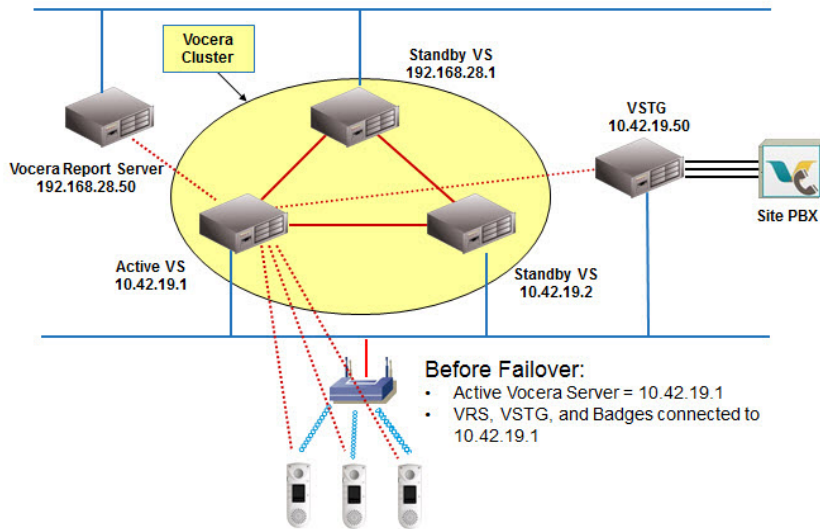 Vocera
Cluster
Standby VS
192.168.28.1
VSTG
10.42.19.50
Vocera Report Server
192.168.28.50
Site PBX
Active VS
10.42.19.1
Standby VS
10.42.19.2
Before Failover:
• Active Vocera Server = 10.42.19.1
• VRS, VSTG, and Badges connected to
10.42.19.1